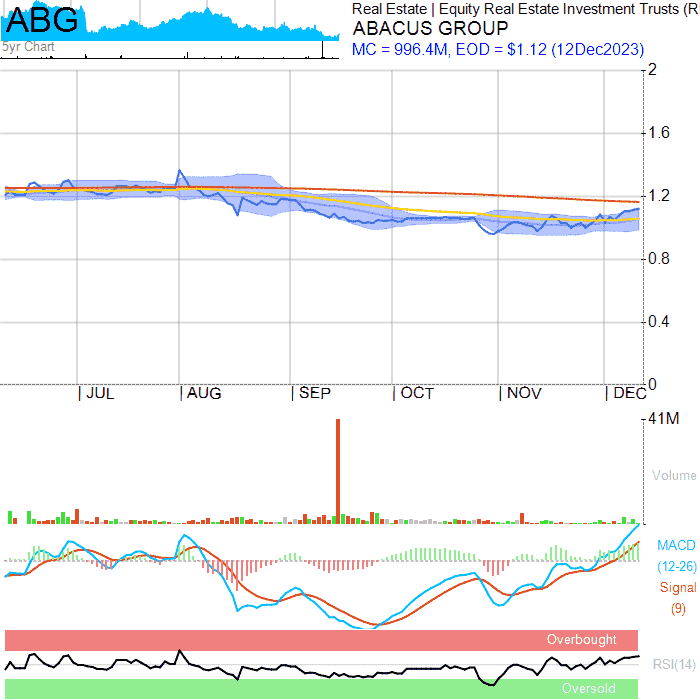 ABG
5yr Chart
Real Estate | Equity Real Estate Investment Trusts (R
ABACUS GROUP
MC = 996.4M, EOD = $1.12 (12Dec2023)
2
1.6
1.2
0.8
0.4
0
| JUL | AUG | SEP | OCT | NOV | DEC
41M
Volume
MACD
(12-26)
Signal
(9)
Overbought
RSI(14)
Oversold